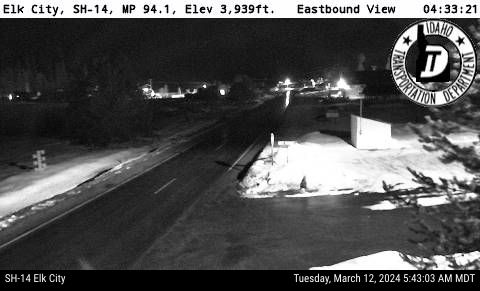 Elk City, SH-14, MP 94.1, Elev 3,939ft. Eastbound View 04:33:21
IDAHO
TRANSPORTATION DEPARTMENT
SH-14 Elk City Tuesday, March 12, 2024 5:43:03 AM MDT